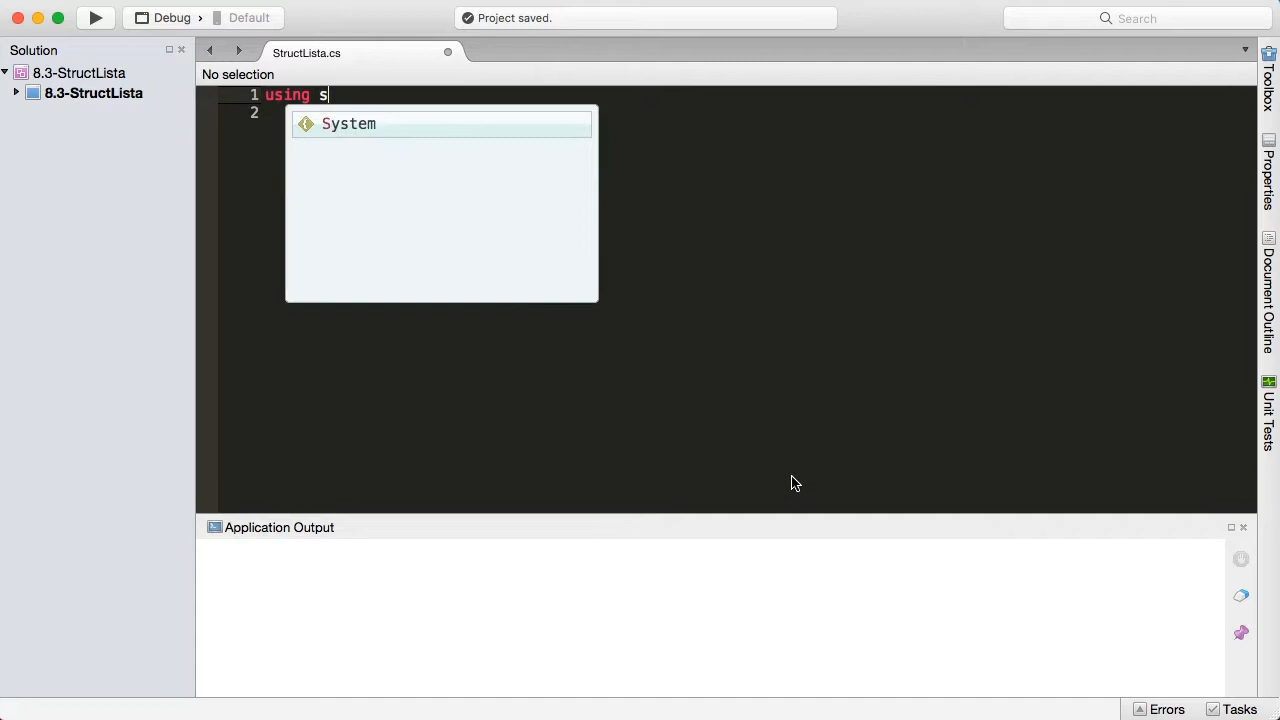 Debug › Default
Project saved.
Search
Solution
StructLista.cs
8.3-StructLista
8.3-StructLista
No selection
1 using s
2
System
Toolbox
Properties
Document Outline
Unit Tests
Application Output
Errors
Tasks